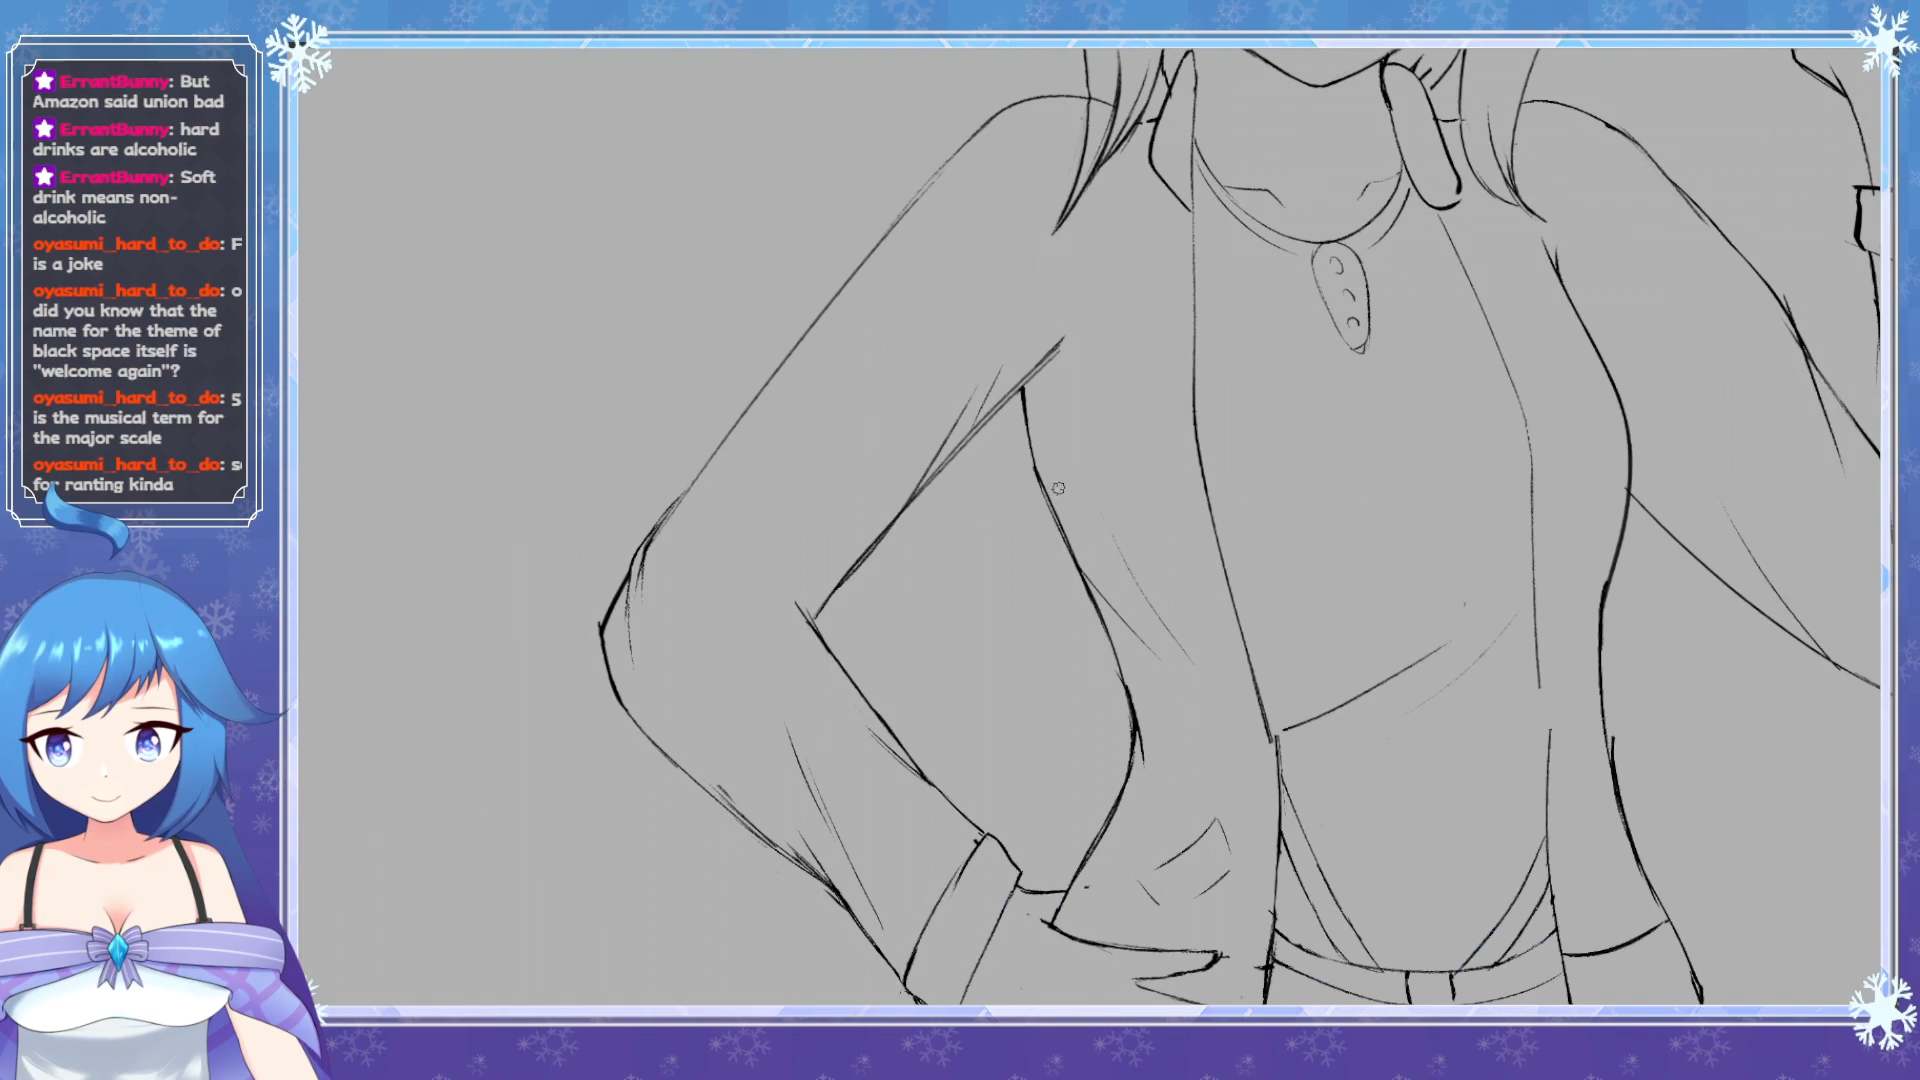 ErrantBunny: But
Amazon said union bad
ErrantBunny: hard
drinks are alcoholic
ErrantBunny: Soft
drink means non-
alcoholic
oyasumi_hard_to_do: F
is a joke
oyasumi_hard_to_do: o
did you know that the
name for the theme of
black space itself is
"welcome again"?
oyasumi_hard_to_do: 5
is the musical term for
the major scale
oyasumi_hard_to_do: s
for ranting kinda